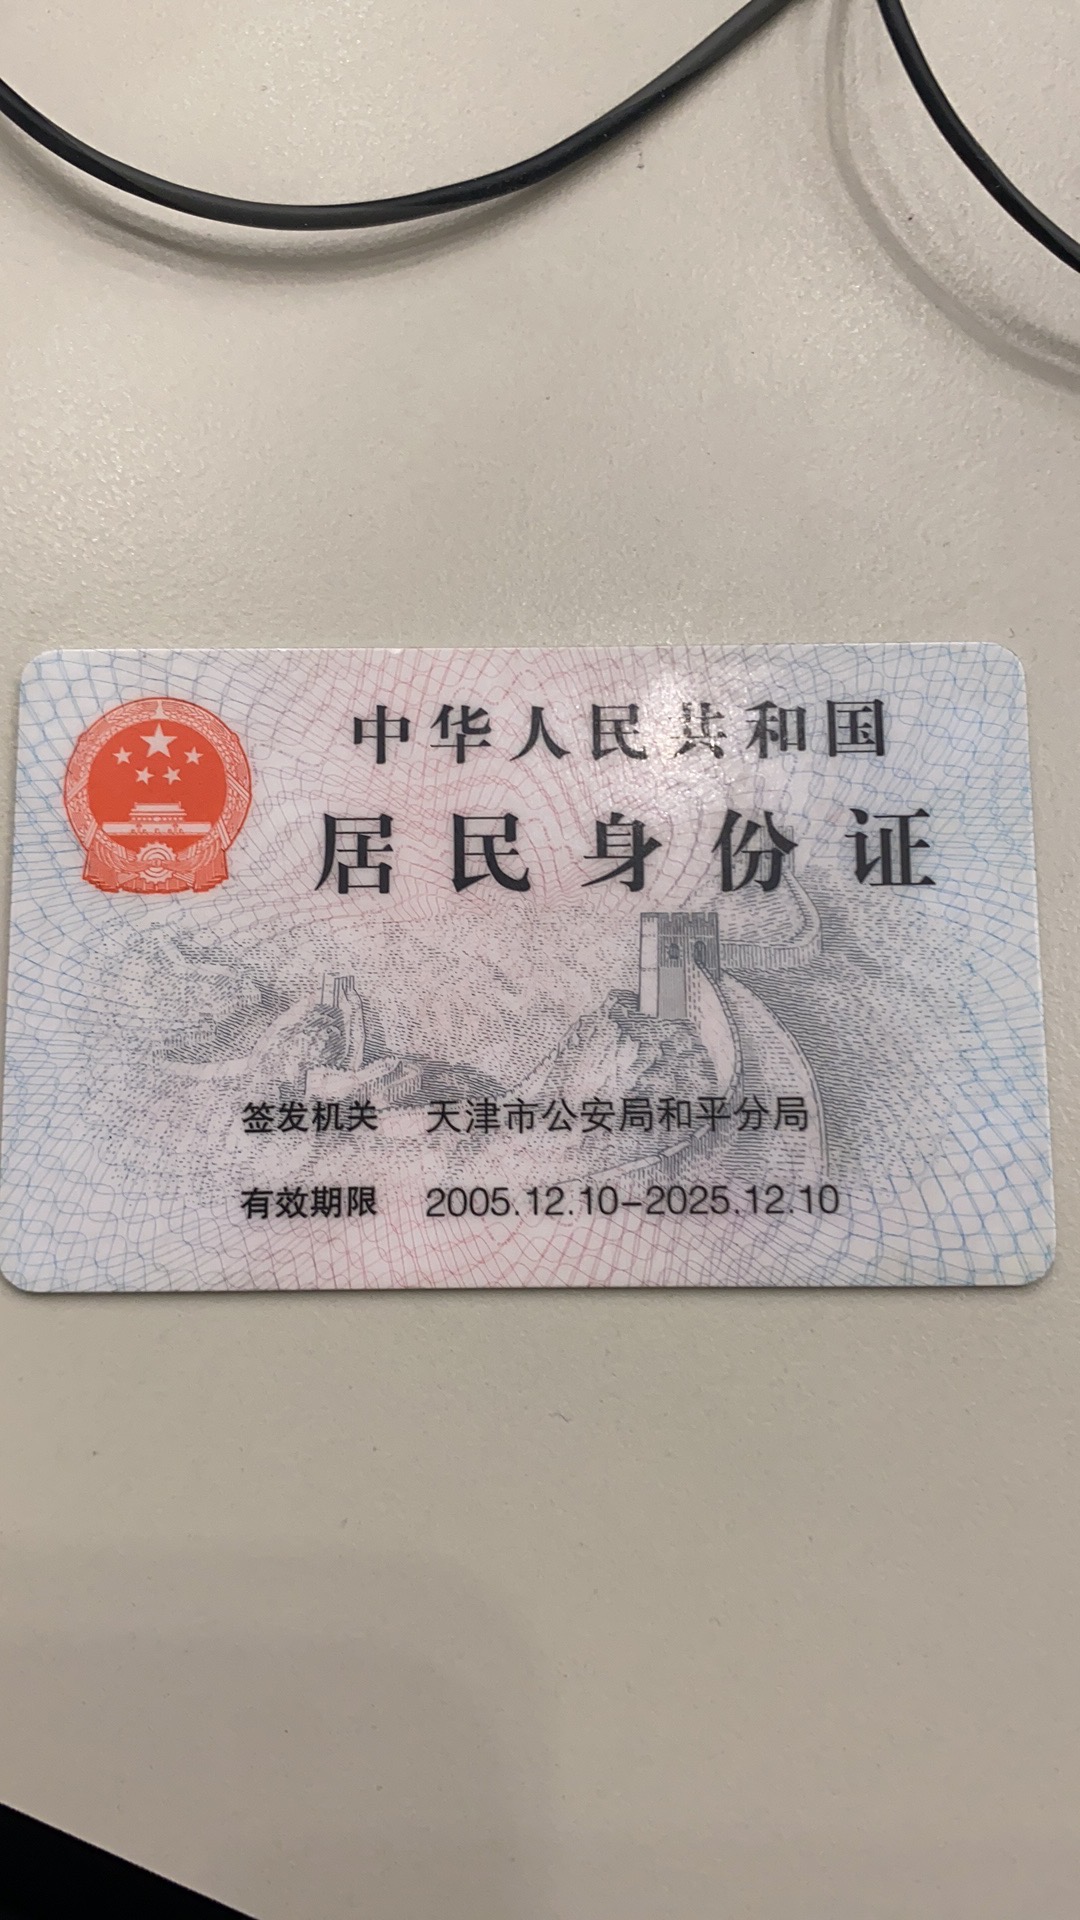 中华人民共和国
居民身份证
签发机关 天津市公安局和平分局
有效期限 2005.12.10-2025.12.10